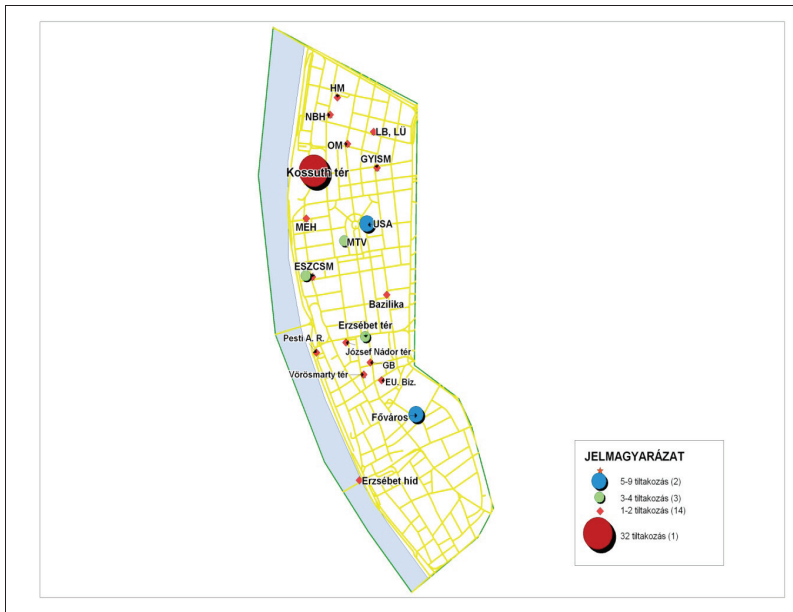 HM
NBH
LB, LÜ
OM
GYISM
Kossuth tér
MEH
USA
MTV
ESZCSM
Bazilika
Erzsébet tér
Pesti A. R.
József Nádor tér
GB
Vörösmarty tér
EU. Biz.
Főváros
Erzsébet híd
JELMAGYARÁZAT
5-9 tiltakozás (2)
3-4 tiltakozás (3)
1-2 tiltakozás (14)
32 tiltakozás (1)